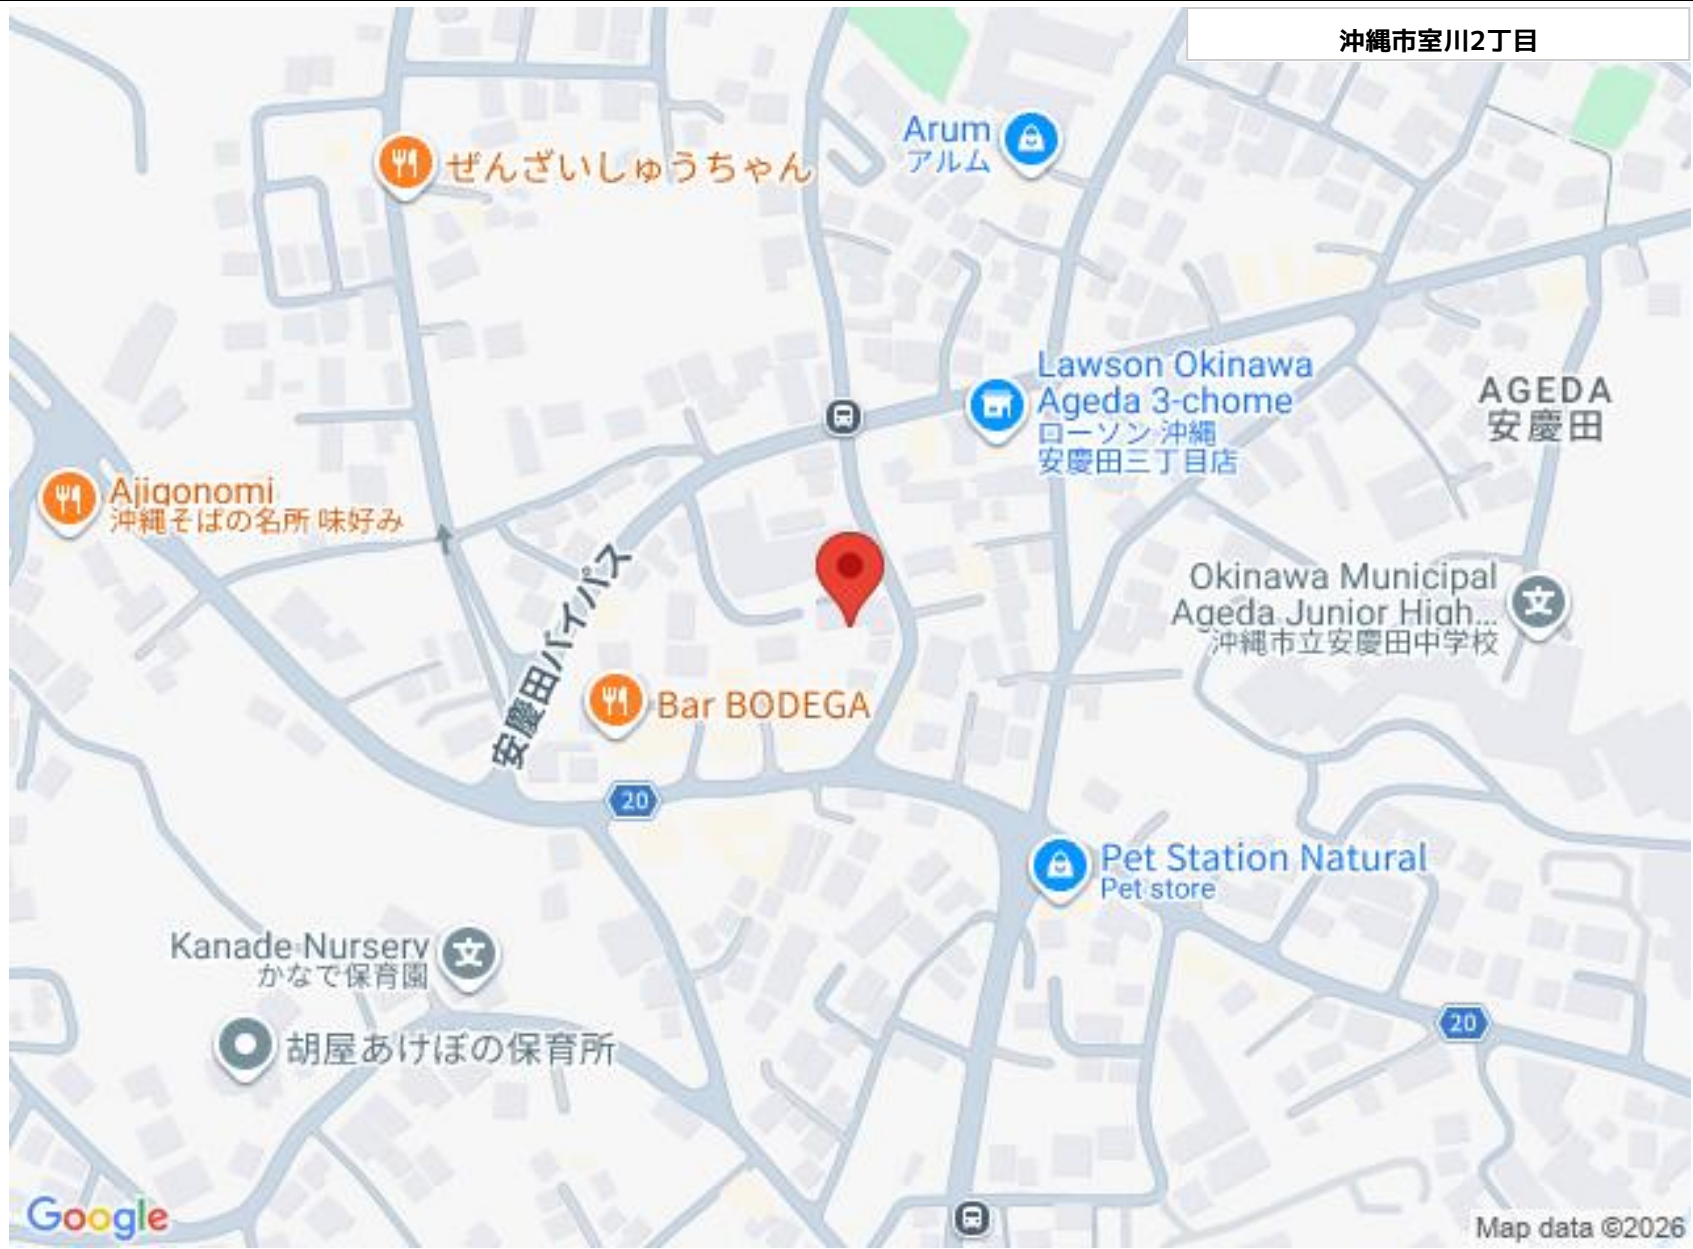 沖縄市室川2丁目
Arum
アルム
ぜんざいしゅうちゃん
Lawson Okinawa
Ageda 3-chome
ローソン 沖縄
安慶田三丁目店
AGEDA
安慶田
Ajigonomi
沖縄そばの名所 味好み
安慶田バイパス
Okinawa Municipal
Ageda Junior High...
沖縄市立安慶田中学校
Bar BODEGA
20
Pet Station Natural
Pet store
Kanade Nursery
かなで保育園
胡屋あけぼの保育所
20
Google
Map data ©2026